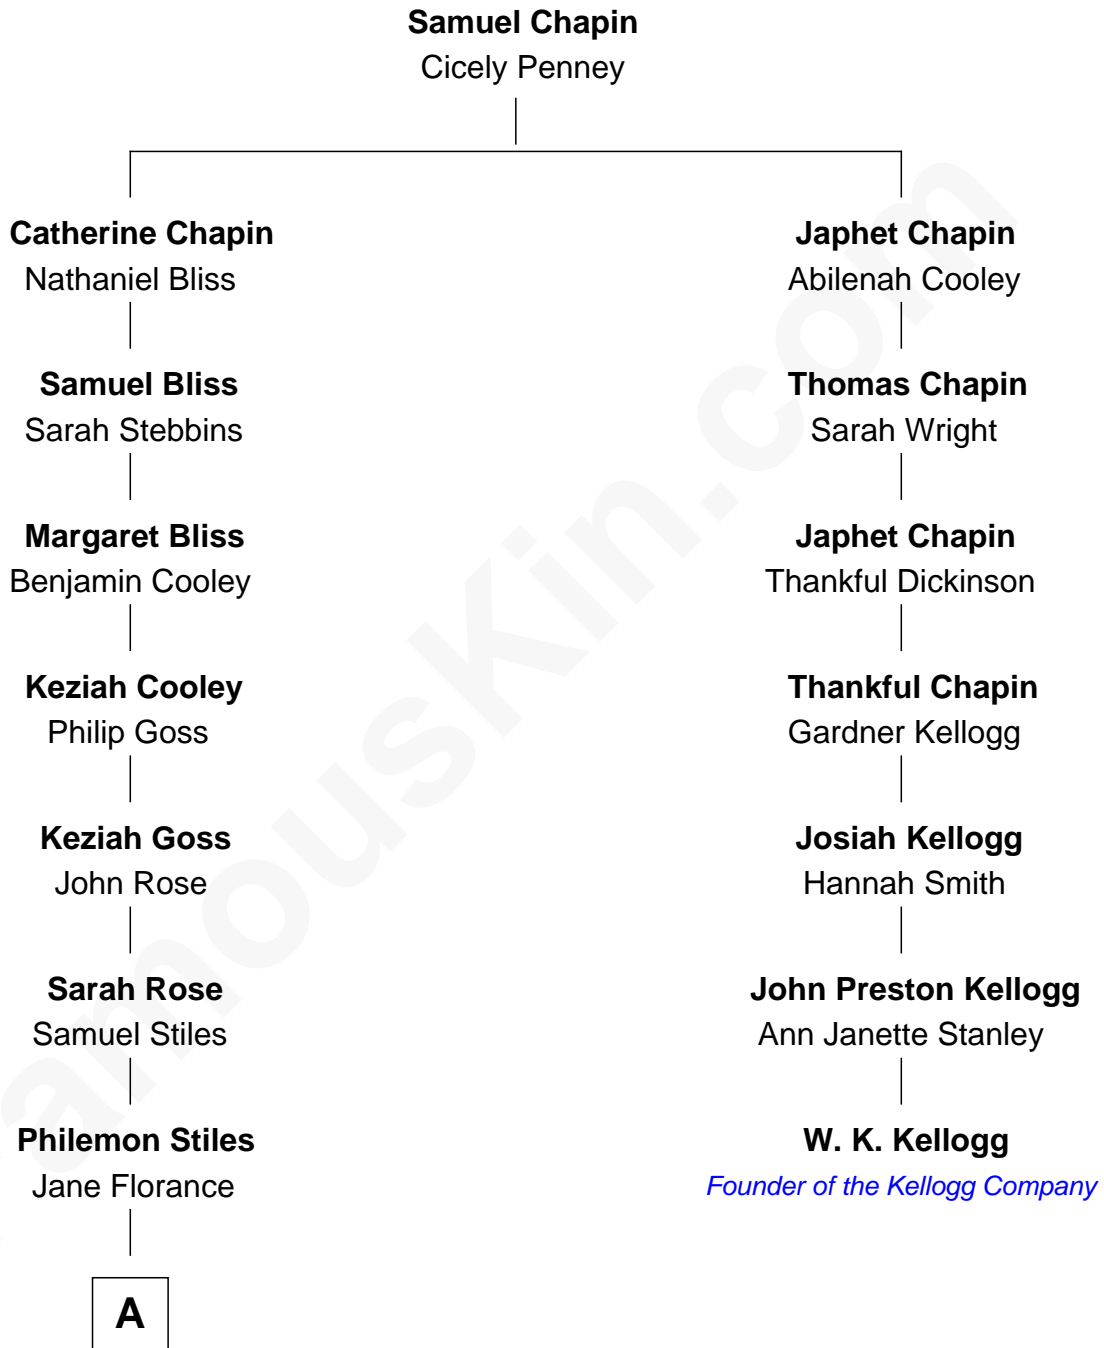 Samuel Chapin
Cicely Penney
Catherine Chapin
Nathaniel Bliss
Japhet Chapin
Abilenah Cooley
Samuel Bliss
Sarah Stebbins
Thomas Chapin
Sarah Wright
Margaret Bliss
Benjamin Cooley
Japhet Chapin
Thankful Dickinson
Keziah Cooley
Philip Goss
Thankful Chapin
Gardner Kellogg
Keziah Goss
John Rose
Josiah Kellogg
Hannah Smith
Sarah Rose
Samuel Stiles
John Preston Kellogg
Ann Janette Stanley
Philemon Stiles
Jane Florance
W. K. Kellogg
Founder of the Kellogg Company
A
amousKin.com